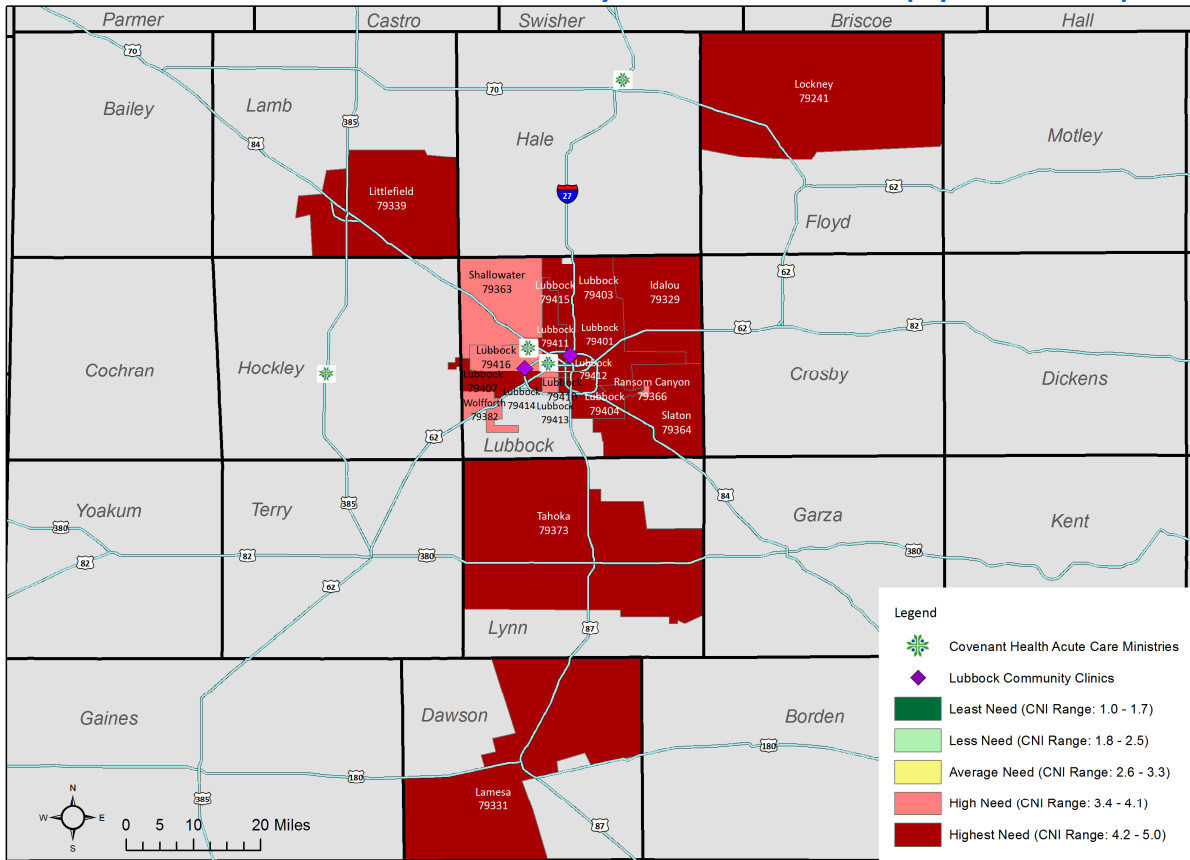 Parmer
Castro
Swisher
Briscoe
Hall
70
Bailey
Lamb
385
84
70
Hale
27
Lockney
79241
Motley
62
Floyd
Littlefield
79339
62
Shallowater
79363
Lubbock
79415
Lubbock
79403
Idalou
79329
Lubbock
79411
Lubbock
79401
62
82
Cochran
Hockley
Lubbock
79416
Lubbock
79412
Crosby
Dickens
Lubbock
79407
Lubbock
79410
Ransom Canyon
79366
Wolfforth
79382
Lubbock
79414
Lubbock
79413
Lubbock
79404
Slaton
79364
62
Lubbock
Yoakum
Terry
385
84
380
82
82
380
Tahoka
79373
Garza
380
Kent
62
Lynn
87
Gaines
Dawson
Borden
180
180
385
Lamesa
79331
87
N
W
E
S
0 5 10 20 Miles
Legend
Covenant Health Acute Care Ministries
Lubbock Community Clinics
Least Need (CNI Range: 1.0 - 1.7)
Less Need (CNI Range: 1.8 - 2.5)
Average Need (CNI Range: 2.6 - 3.3)
High Need (CNI Range: 3.4 - 4.1)
Highest Need (CNI Range: 4.2 - 5.0)